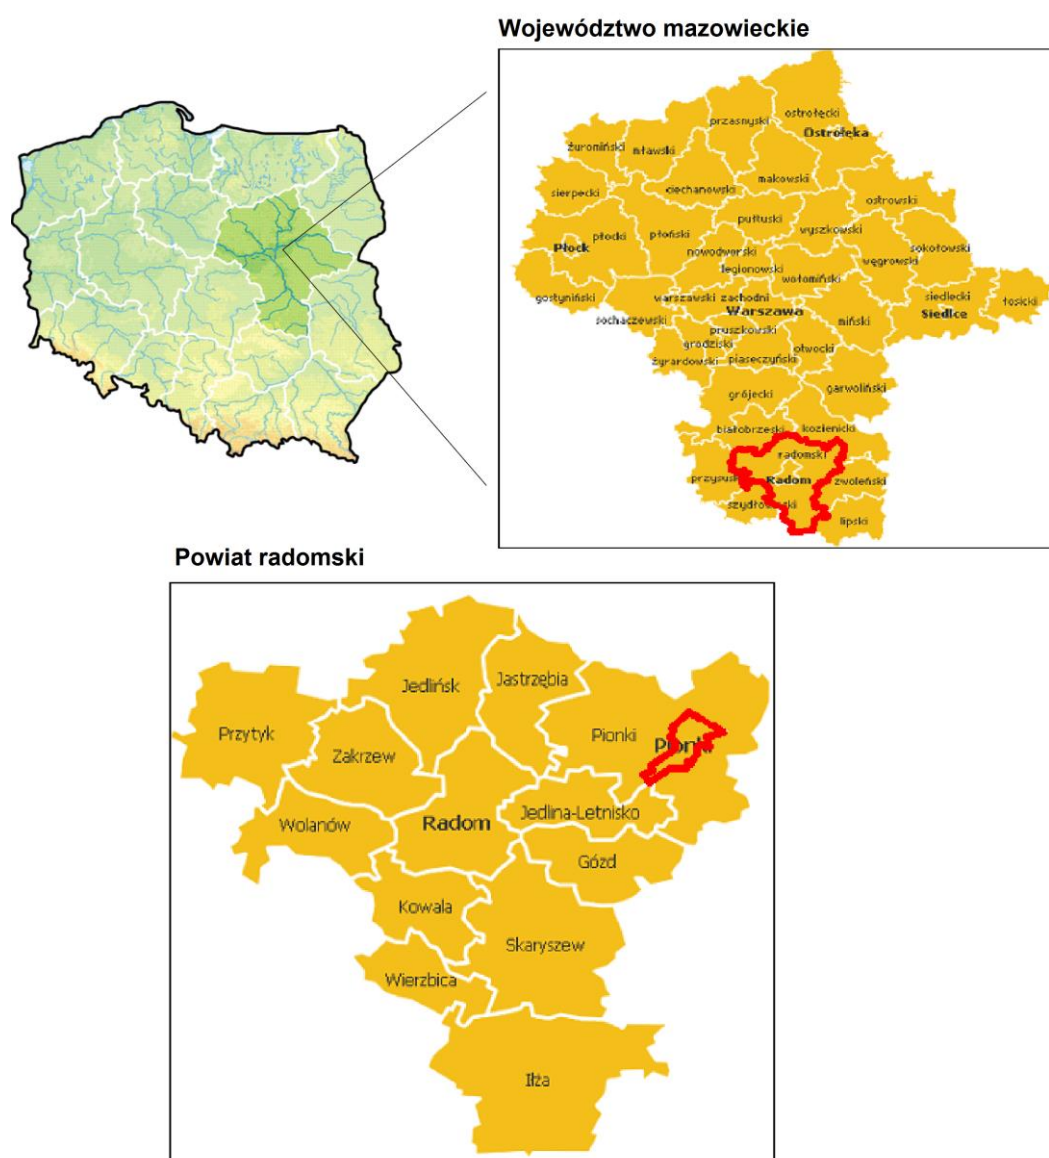 Województwo mazowieckie
ostrołęcki
przasnyski
Ostrołęka
żuromiński
mławski
makowski
sierpecki
ciechanowski
ostrowski
pułtuski
płocki
płoński
wyszkowski
Płock
nowodworski
sokołowski
węgrowski
legionowski
wołomiński
gostyniński
warszawski zachodni
siedlecki
łosicki
Warszawa
Siedlce
sochaczewski
pruszkowski
miński
grodziski
otwocki
żyrardowski
piaseczyński
garwoliński
grójecki
białobrzeski
kozienicki
radomski
Radom
zwoleński
lipski
Powiat radomski
Jedlińsk
Jastrzębia
Przytyk
Pionki
Pionki
Zakrzew
Jedlina-Letnisko
Wolanów
Radom
Gózd
Kowala
Skaryszew
Wierzbica
Iłża